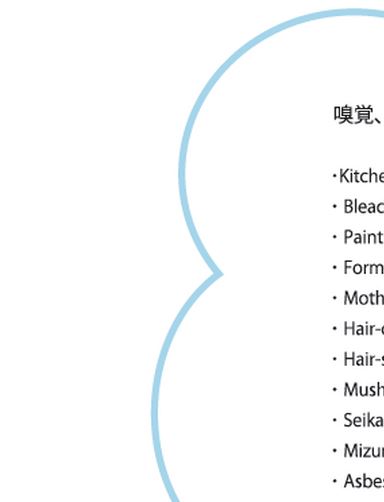 嗅覚、
・Kitche
・Bleac
・Paint
・Form
・Moth
・Hair-
・Hair-s
・Mush
・Seika
・Mizu
・Asbes